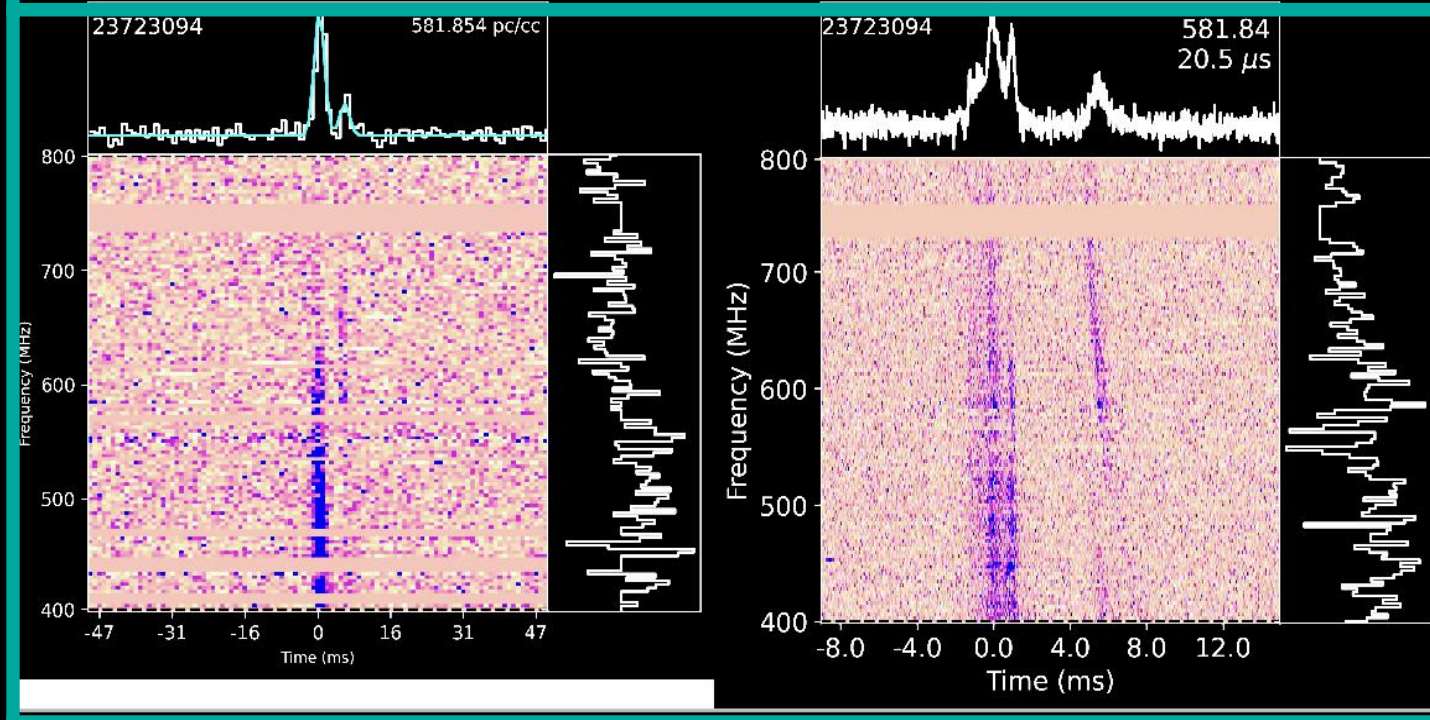 23723094 581.854 pc/cc
800
700
600
500
400
Frequency (MHz)
-47 -31 -16 0 16 31 47
Time (ms)
23723094 581.84
20.5 μs
800
700
600
500
400
Frequency (MHz)
-8.0 -4.0 0.0 4.0 8.0 12.0
Time (ms)